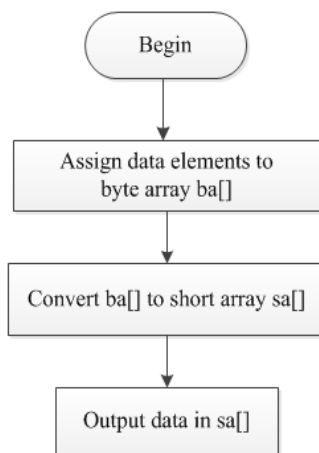 Begin
Assign data elements to
byte array ba[]
Convert ba[] to short array sa[]
Output data in sa[]